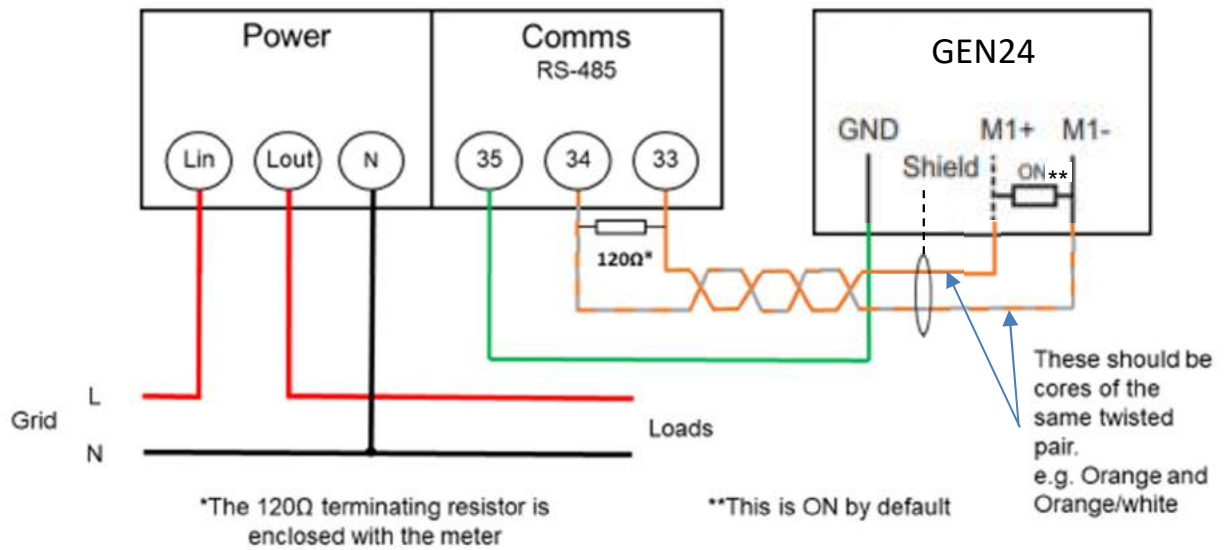 Power
Comms
RS-485
GEN24
Lin
Lout
N
35
34
33
GND
M1+
M1-
Shield
ON**
120Ω*
L
Grid
N
Loads
These should be
cores of the
same twisted
pair.
e.g. Orange and
Orange/white
*The 120Ω terminating resistor is
enclosed with the meter
**This is ON by default